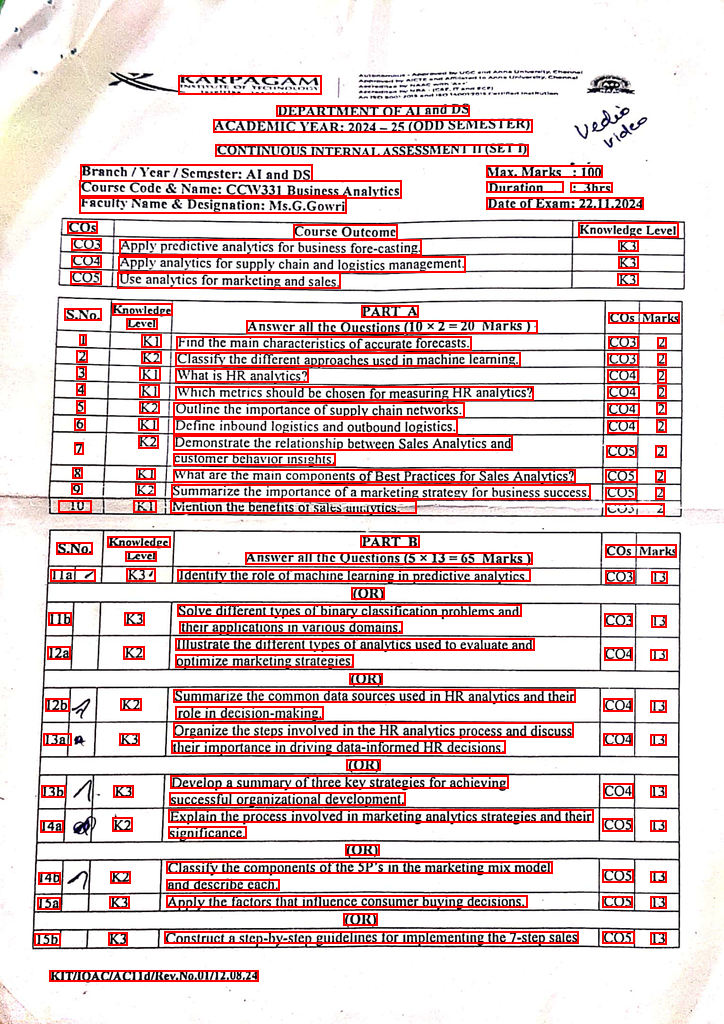 KARPAGAM
INSTITUTE OF TECHNOLOGY
Autonomous - Approved by UGC and Anna University, Chennai
Approved by AICTE and Affiliated to Anna University, Chennai
DEPARTMENT OF AI and DS
ACADEMIC YEAR: 2024 – 25 (ODD SEMESTER)
Vedio
video
CONTINUOUS INTERNAL ASSESSMENT II (SET I)
Branch / Year / Semester: AI and DS Max. Marks : 100
Course Code & Name: CCW331 Business Analytics Duration : 3hrs
Faculty Name & Designation: Ms.G.Gowri Date of Exam: 22.11.2024
COs Course Outcome Knowledge Level
CO3 Apply predictive analytics for business fore-casting. K3
CO4 Apply analytics for supply chain and logistics management. K3
CO5 Use analytics for marketing and sales. K3
S.No. Knowledge Level PART A COs Marks
Answer all the Questions (10 × 2 = 20 Marks )
1 K1 Find the main characteristics of accurate forecasts. CO3 2
2 K2 Classify the different approaches used in machine learning. CO3 2
3 K1 What is HR analytics? CO4 2
4 K1 Which metrics should be chosen for measuring HR analytics? CO4 2
5 K2 Outline the importance of supply chain networks. CO4 2
6 K1 Define inbound logistics and outbound logistics. CO4 2
7 K2 Demonstrate the relationship between Sales Analytics and CO5 2
customer behavior insights.
8 K1 What are the main components of Best Practices for Sales Analytics? CO5 2
9 K2 Summarize the importance of a marketing strategy for business success. CO5 2
10 K1 Mention the benefits of sales analytics. CO5 2
S.No. Knowledge Level PART B COs Marks
Answer all the Questions (5 × 13 = 65 Marks )
11a K3 Identify the role of machine learning in predictive analytics. CO3 13
(OR)
11b K3 Solve different types of binary classification problems and CO3 13
their applications in various domains.
12a K2 Illustrate the different types of analytics used to evaluate and CO4 13
optimize marketing strategies
(OR)
12b K2 Summarize the common data sources used in HR analytics and their CO4 13
role in decision-making.
13a K3 Organize the steps involved in the HR analytics process and discuss CO4 13
their importance in driving data-informed HR decisions.
(OR)
13b K3 Develop a summary of three key strategies for achieving CO4 13
successful organizational development.
14a K2 Explain the process involved in marketing analytics strategies and their CO5 13
significance.
(OR)
14b K2 Classify the components of the 5P's in the marketing mix model CO5 13
and describe each.
15a K3 Apply the factors that influence consumer buying decisions. CO5 13
(OR)
15b K3 Construct a step-by-step guidelines for implementing the 7-step sales CO5 13
KIT/IQAC/AC11d/Rev.No.01/12.08.24